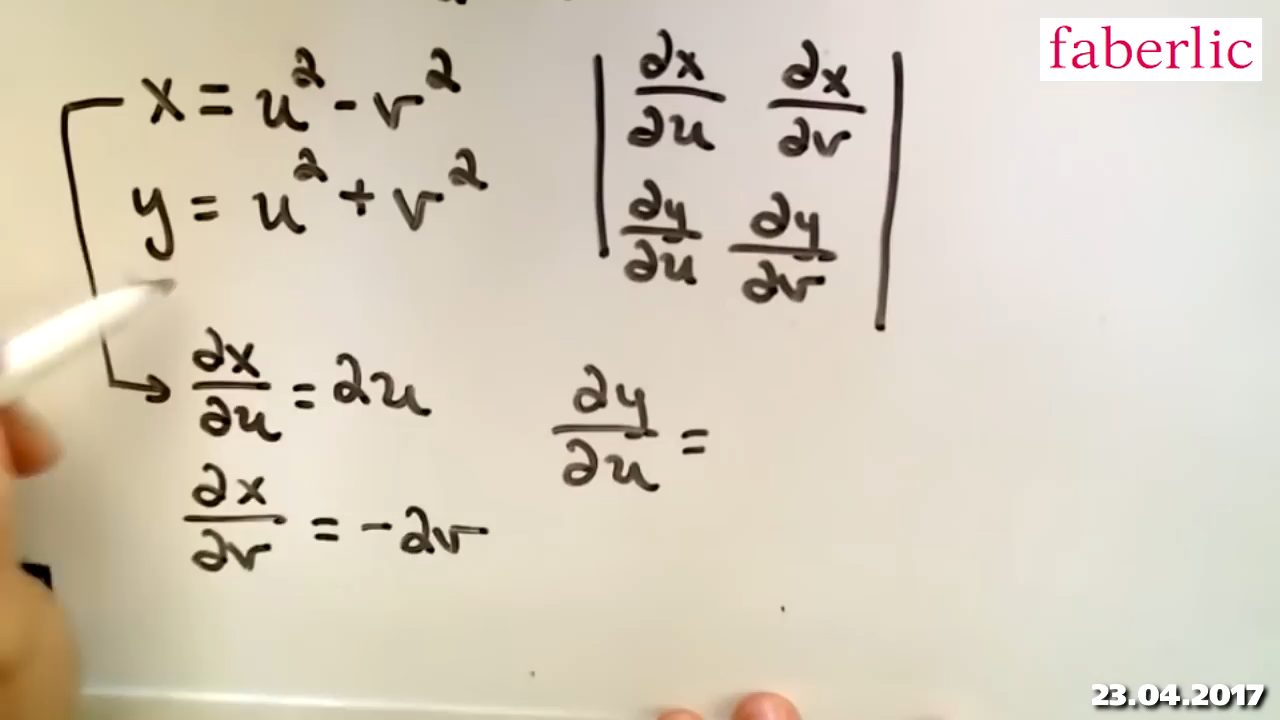 faberlic
x = u² - v²
y = u² + v²
| ∂x/∂u ∂x/∂v |
| ∂y/∂u ∂y/∂v |
∂x/∂u = 2u
∂x/∂v = -2v
∂y/∂u =
23.04.2017